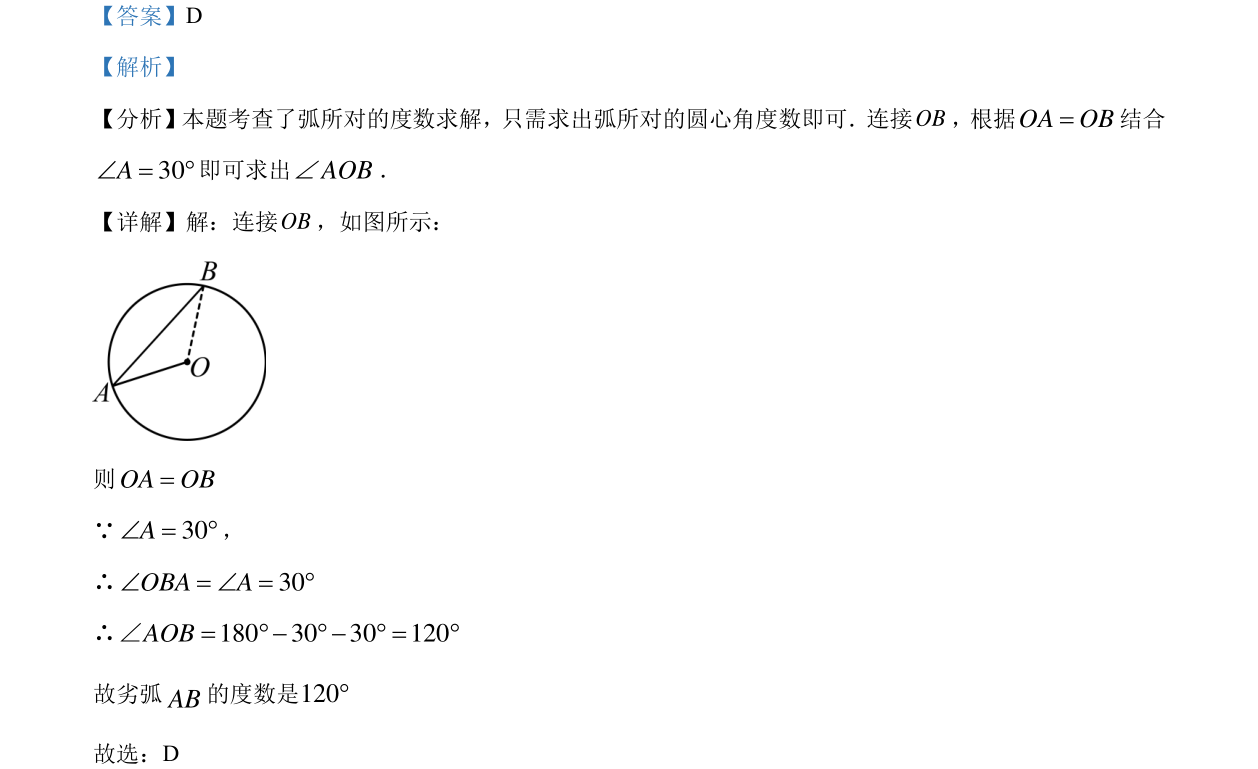 【答案】D
【解析】
【分析】本题考查了弧所对的度数求解，只需求出弧所对的圆心角度数即可．连接OB，根据OA = OB结合
∠A = 30°即可求出∠AOB．
【详解】解：连接OB，如图所示：
B
O
A
则OA = OB
∵∠A = 30°，
∴∠OBA = ∠A = 30°
∴∠AOB = 180° − 30° − 30° = 120°
故劣弧AB的度数是120°
故选：D